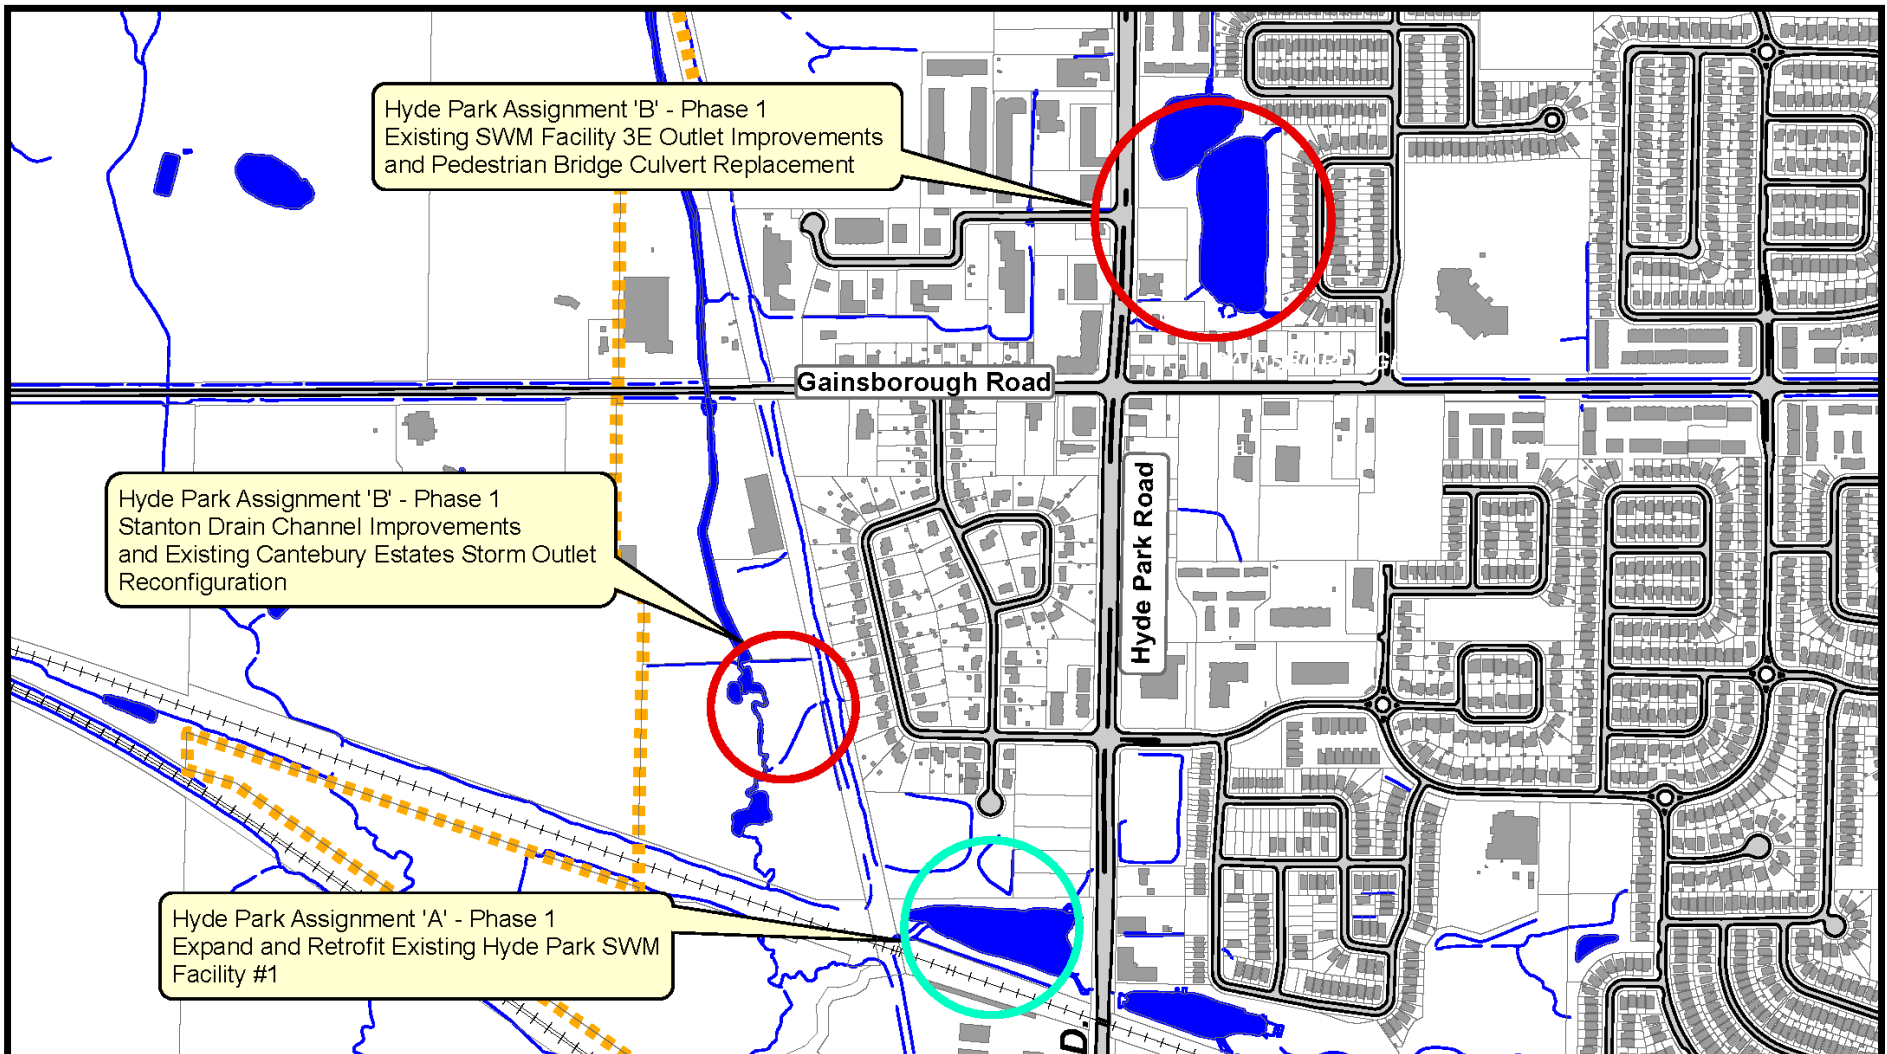 Hyde Park Assignment 'B' - Phase 1
Existing SWM Facility 3E Outlet Improvements
and Pedestrian Bridge Culvert Replacement
Gainsborough Road
Hyde Park Assignment 'B' - Phase 1
Stanton Drain Channel Improvements
and Existing Cantebury Estates Storm Outlet
Reconfiguration
Hyde Park Road
Hyde Park Assignment 'A' - Phase 1
Expand and Retrofit Existing Hyde Park SWM
Facility #1
D.